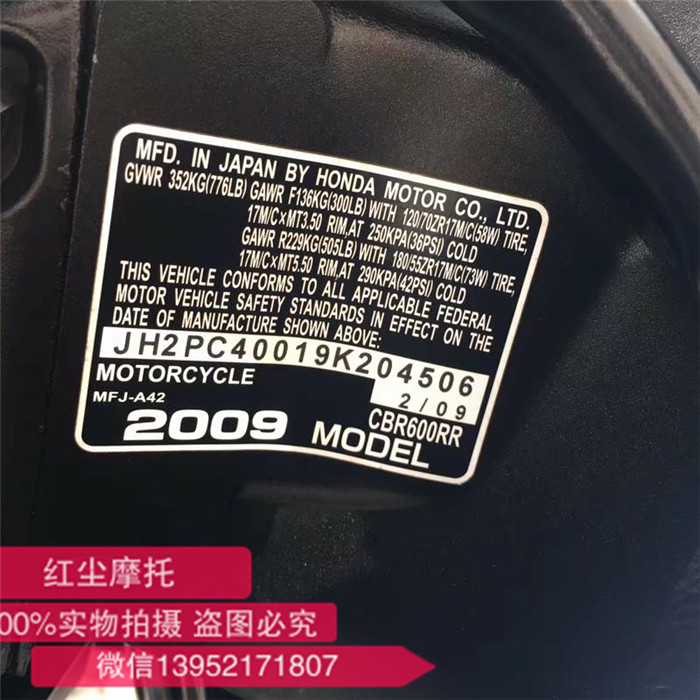 MFD. IN JAPAN BY HONDA MOTOR CO., LTD.
GVWR 352KG(776LB) GAWR F136KG(300LB) WITH 120/70ZR17M/C(58W) TIRE,
17M/C×MT3.50 RIM,AT 250KPA(36PSI) COLD
GAWR R229KG(505LB) WITH 180/55ZR17M/C(73W) TIRE,
17M/C×MT5.50 RIM,AT 290KPA(42PSI) COLD
THIS VEHICLE CONFORMS TO ALL APPLICABLE FEDERAL
MOTOR VEHICLE SAFETY STANDARDS IN EFFECT ON THE
DATE OF MANUFACTURE SHOWN ABOVE:
JH2PC40019K204506
MOTORCYCLE 2/09
MFJ-A42 CBR600RR
2009 MODEL
红尘摩托
00%实物拍摄 盗图必究
微信13952171807